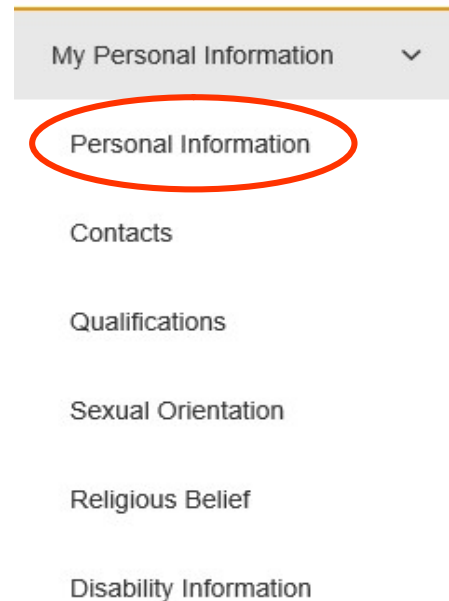 My Personal Information
Personal Information
Contacts
Qualifications
Sexual Orientation
Religious Belief
Disability Information